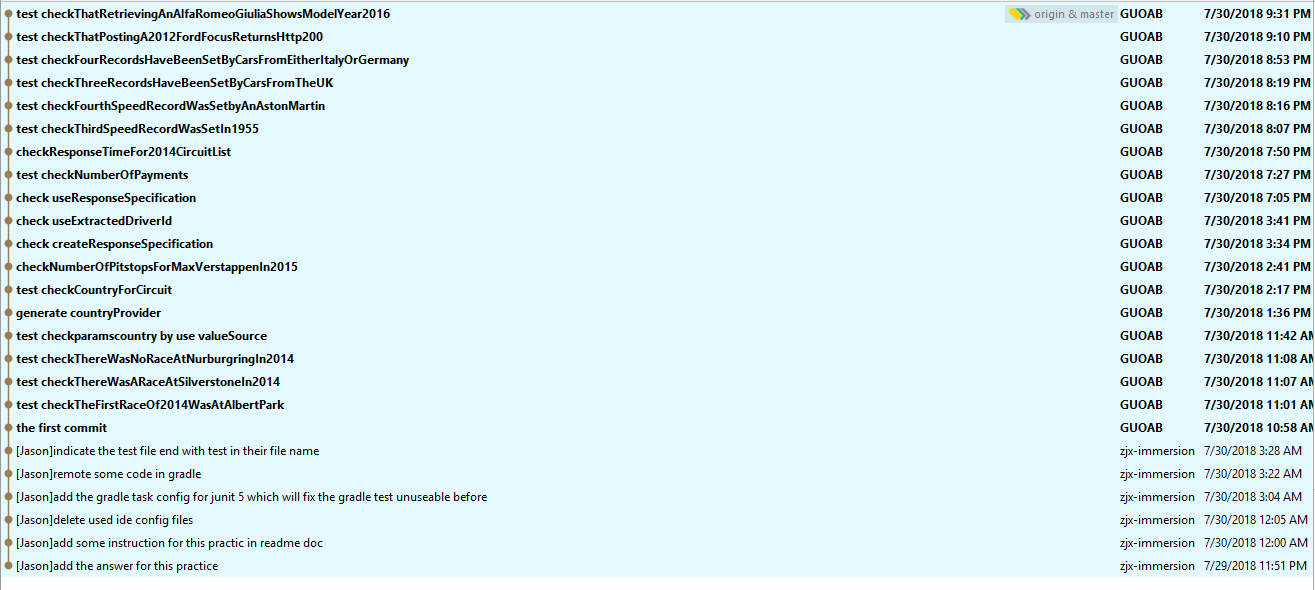 test checkThatRetrievingAnAlfaRomeoGiuliaShowsModelYear2016 origin & master GUOAB 7/30/2018 9:31 PM
test checkThatPostingA2012FordFocusReturnsHttp200 GUOAB 7/30/2018 9:10 PM
test checkFourRecordsHaveBeenSetByCarsFromEitherItalyOrGermany GUOAB 7/30/2018 8:53 PM
test checkThreeRecordsHaveBeenSetByCarsFromTheUK GUOAB 7/30/2018 8:19 PM
test checkFourthSpeedRecordWasSetbyAnAstonMartin GUOAB 7/30/2018 8:16 PM
test checkThirdSpeedRecordWasSetIn1955 GUOAB 7/30/2018 8:07 PM
checkResponseTimeFor2014CircuitList GUOAB 7/30/2018 7:50 PM
test checkNumberOfPayments GUOAB 7/30/2018 7:27 PM
check useResponseSpecification GUOAB 7/30/2018 7:05 PM
check useExtractedDriverId GUOAB 7/30/2018 3:41 PM
check createResponseSpecification GUOAB 7/30/2018 3:34 PM
checkNumberOfPitstopsForMaxVerstappenIn2015 GUOAB 7/30/2018 2:41 PM
test checkCountryForCircuit GUOAB 7/30/2018 2:17 PM
generate countryProvider GUOAB 7/30/2018 1:36 PM
test checkparamscountry by use valueSource GUOAB 7/30/2018 11:42 AM
test checkThereWasNoRaceAtNurburgringIn2014 GUOAB 7/30/2018 11:08 AM
test checkThereWasARaceAtSilverstoneIn2014 GUOAB 7/30/2018 11:07 AM
test checkTheFirstRaceOf2014WasAtAlbertPark GUOAB 7/30/2018 11:01 AM
the first commit GUOAB 7/30/2018 10:58 AM
[Jason]indicate the test file end with test in their file name zjx-immersion 7/30/2018 3:28 AM
[Jason]remote some code in gradle zjx-immersion 7/30/2018 3:22 AM
[Jason]add the gradle task config for junit 5 which will fix the gradle test unuseable before zjx-immersion 7/30/2018 3:04 AM
[Jason]delete used ide config files zjx-immersion 7/30/2018 12:05 AM
[Jason]add some instruction for this practic in readme doc zjx-immersion 7/30/2018 12:00 AM
[Jason]add the answer for this practice zjx-immersion 7/29/2018 11:51 PM